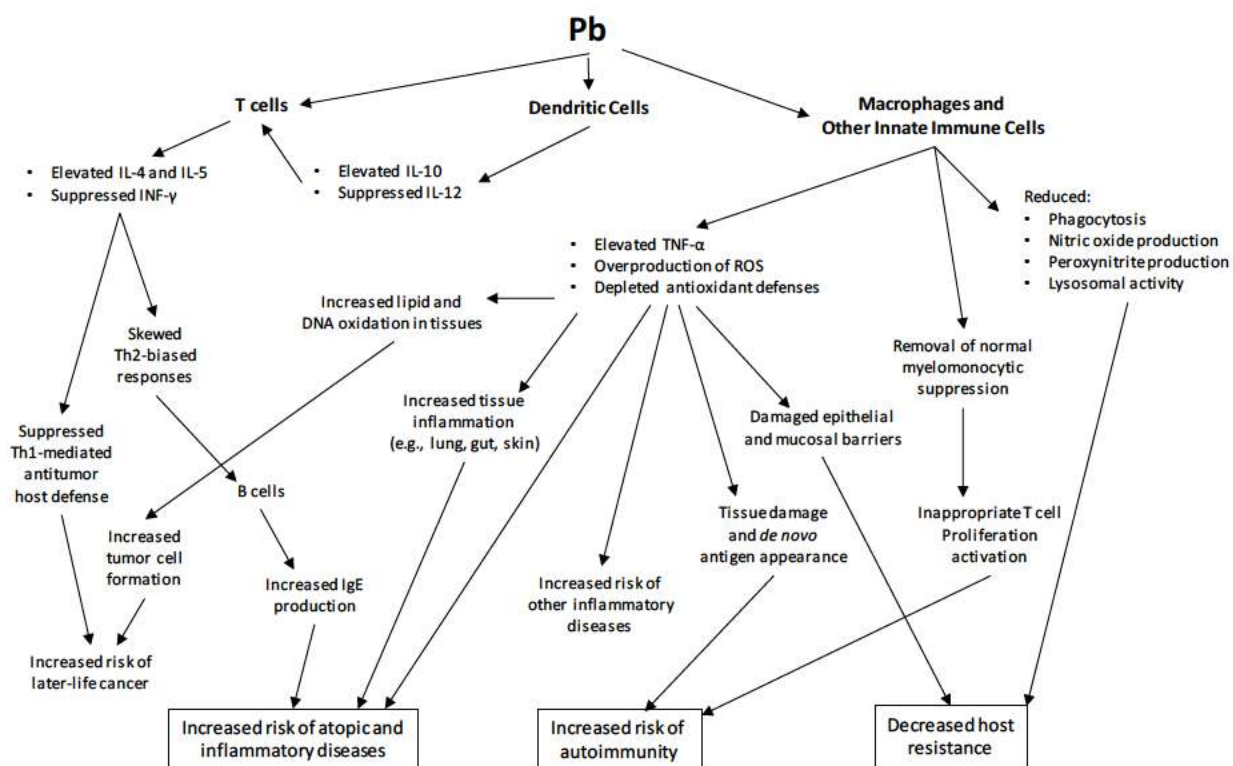 Pb
T cells
Dendritic Cells
Macrophages and
Other Innate Immune Cells
• Elevated IL-4 and IL-5
• Suppressed INF-γ
• Elevated IL-10
• Suppressed IL-12
Reduced:
• Phagocytosis
• Nitric oxide production
• Peroxynitrite production
• Lysosomal activity
• Elevated TNF-α
• Overproduction of ROS
• Depleted antioxidant defenses
Increased lipid and
DNA oxidation in tissues
Skewed
Th2-biased
responses
Removal of normal
myelomonocytic
suppression
Increased tissue
inflammation
(e.g., lung, gut, skin)
Damaged epithelial
and mucosal barriers
Suppressed
Th1-mediated
antitumor
host defense
B cells
Tissue damage
and de novo
antigen appearance
Inappropriate T cell
Proliferation
activation
Increased
tumor cell
formation
Increased IgE
production
Increased risk of
other inflammatory
diseases
Increased risk of
later-life cancer
Increased risk of atopic and
inflammatory diseases
Increased risk of
autoimmunity
Decreased host
resistance